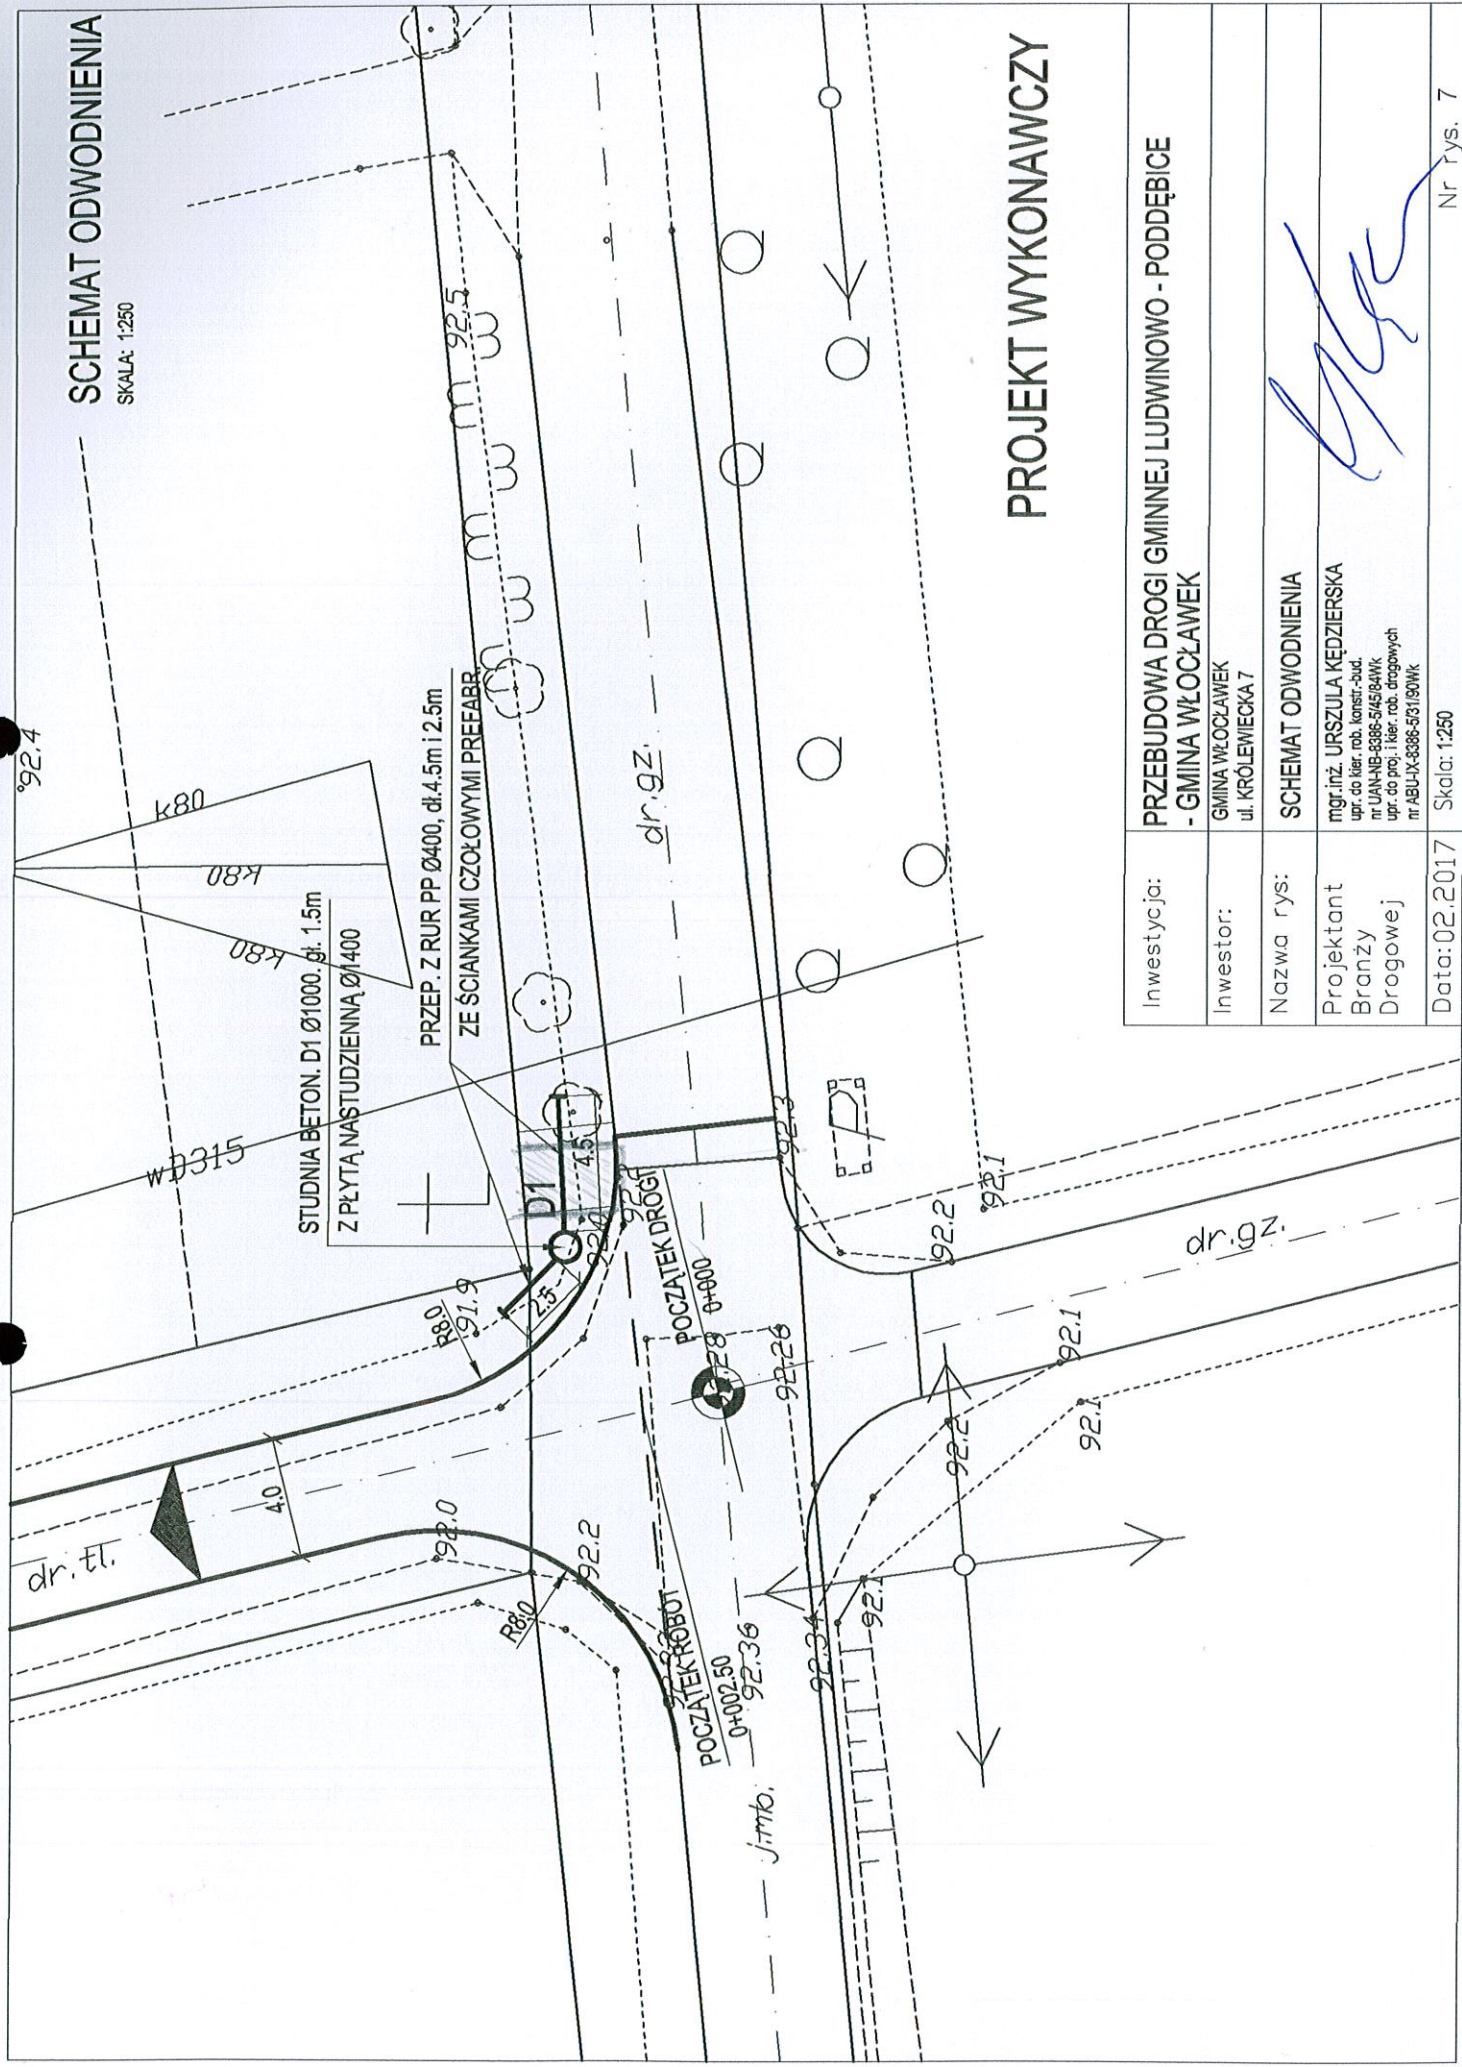 SCHEMAT ODWODNIENIA
SKALA: 1:250
92.4
k80
k80
k80
wD315
STUDNIA BETON. D1 Ø1000. gł. 1.5m
Z PŁYTĄ NASTUDZIENNĄ Ø1400
PRZEP. Z RUR PP Ø400, dł.4.5m i 2.5m
ZE ŚCIANKAMI CZOŁOWYMI PREFABR.
92.5
dr.tl.
4.0
R8.0
91.9
2.5
D1
4.5
92.0
92.2
R8.0
dr.gz.
92.3
POCZĄTEK DROGI
0+000
92.28
92.28
POCZĄTEK ROBÓT
0+002.50
92.36
92.34
j.mb.
92.1
92.2
92.1
92.1
92.2
92.1
dr.gz.
PROJEKT WYKONAWCZY
Inwestycja:
PRZEBUDOWA DROGI GMINNEJ LUDWINOWO - PODDĘBICE
- GMINA WŁOCŁAWEK
Inwestor:
GMINA WŁOCŁAWEK
ul. KRÓLEWIECKA 7
Nazwa rys:
SCHEMAT ODWODNIENIA
Projektant
Branży
Drogowej
mgr.inż. URSZULA KĘDZIERSKA
upr. do kier. rob. konstr.-bud.
nr UAN-NB-8386-5/45/84Wk
upr. do proj. i kier. rob. drogowych
nr ABU-IX-8386-5/31/90Wk
Data:02.2017
Skala: 1:250
Nr rys. 7